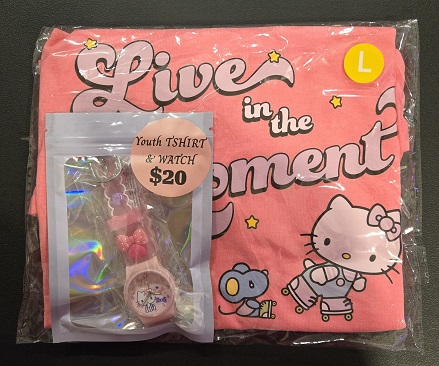 Live
L
in the
oment
Youth TSHIRT
& WATCH
$20